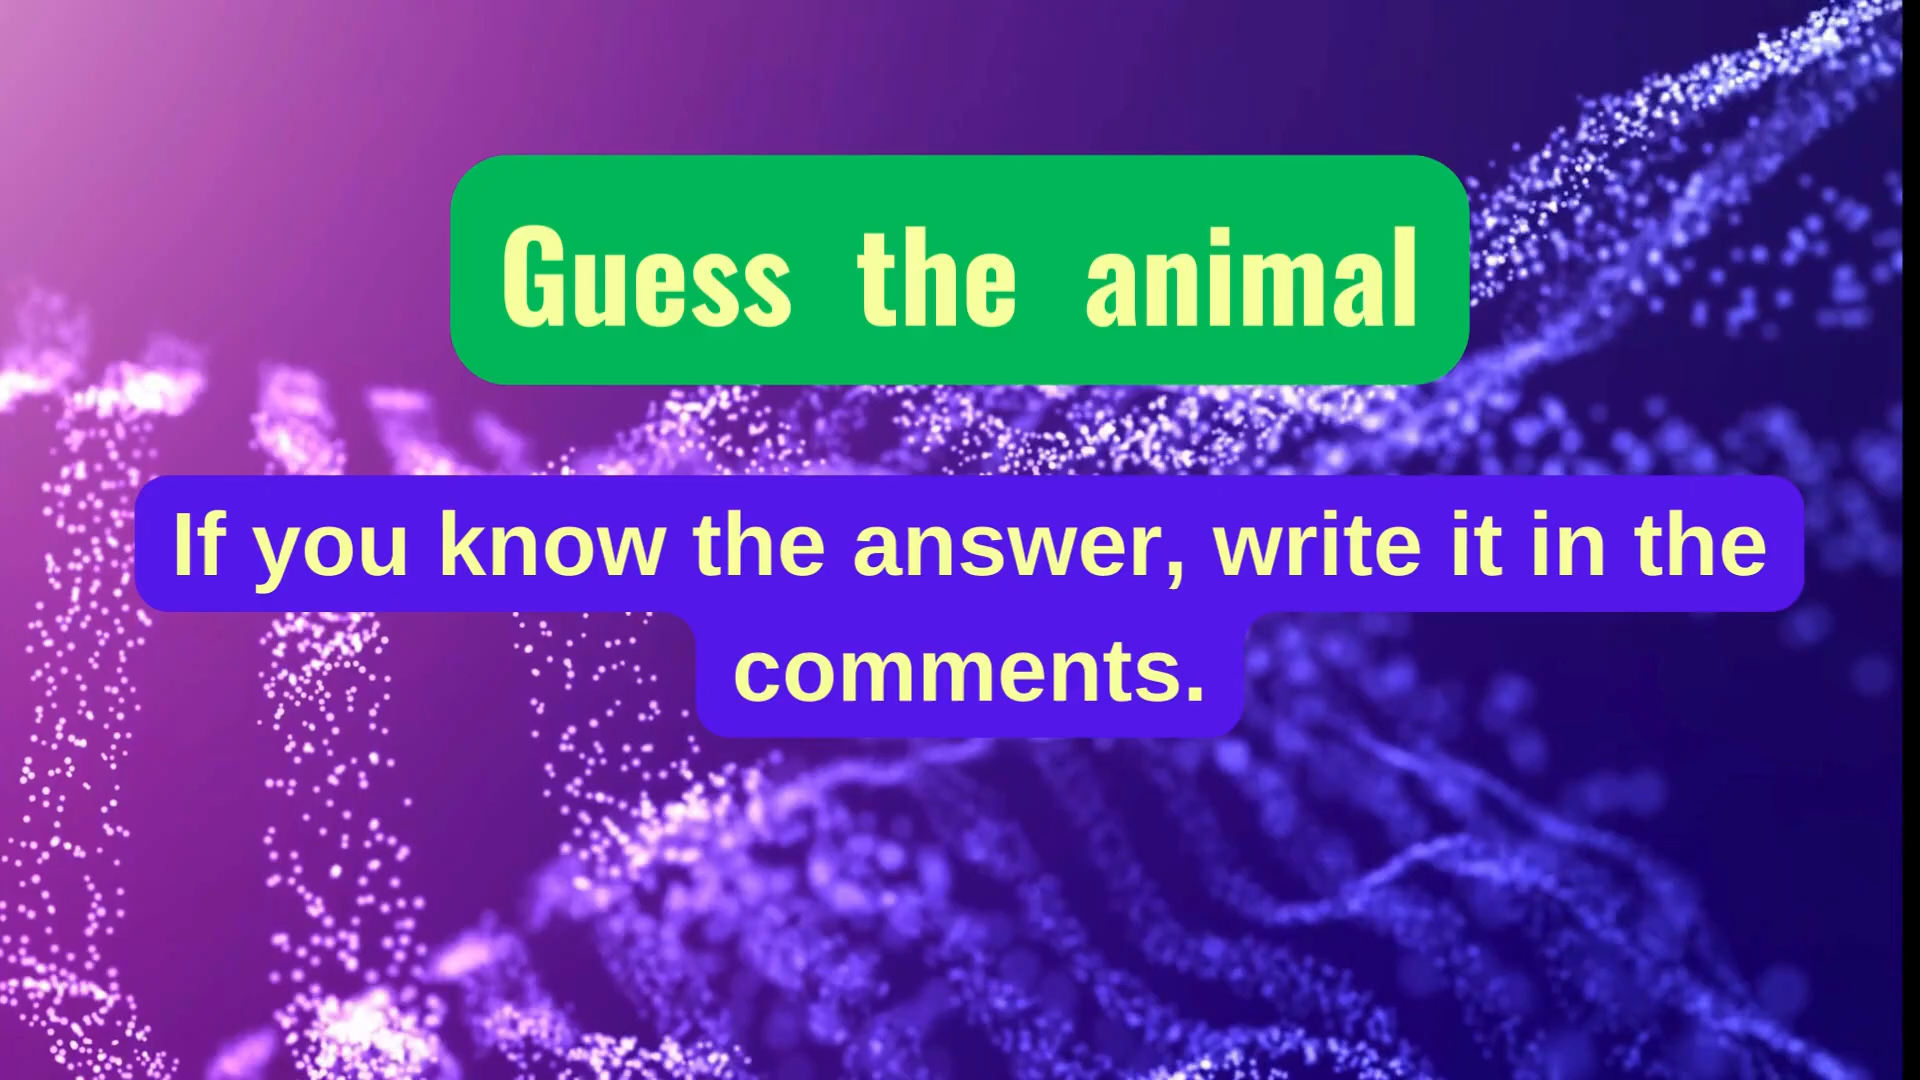 Guess the animal
If you know the answer, write it in the
comments.